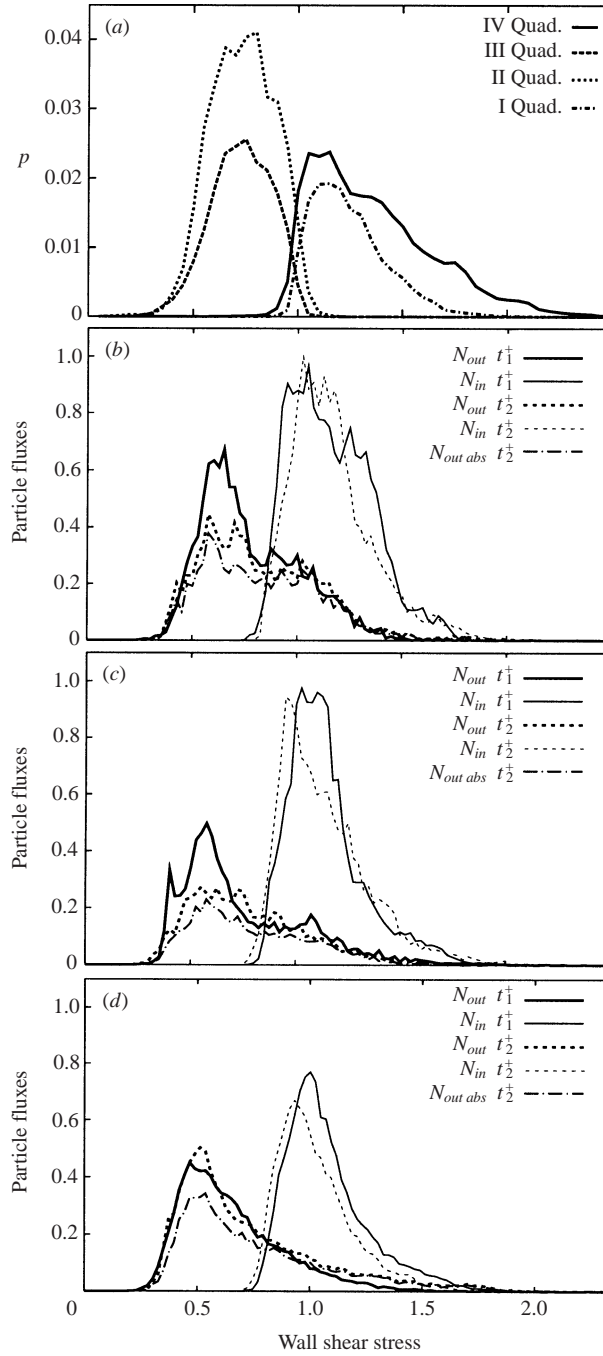 (a)
IV Quad.
III Quad.
II Quad.
I Quad.
0.04
0.03
p
0.02
0.01
0
(b)
N_out t_1^+
N_in t_1^+
N_out t_2^+
N_in t_2^+
N_out abs t_2^+
1.0
0.8
0.6
0.4
0.2
0
Particle fluxes
(c)
N_out t_1^+
N_in t_1^+
N_out t_2^+
N_in t_2^+
N_out abs t_2^+
1.0
0.8
0.6
0.4
0.2
0
Particle fluxes
(d)
N_out t_1^+
N_in t_1^+
N_out t_2^+
N_in t_2^+
N_out abs t_2^+
1.0
0.8
0.6
0.4
0.2
Particle fluxes
0 0.5 1.0 1.5 2.0
Wall shear stress